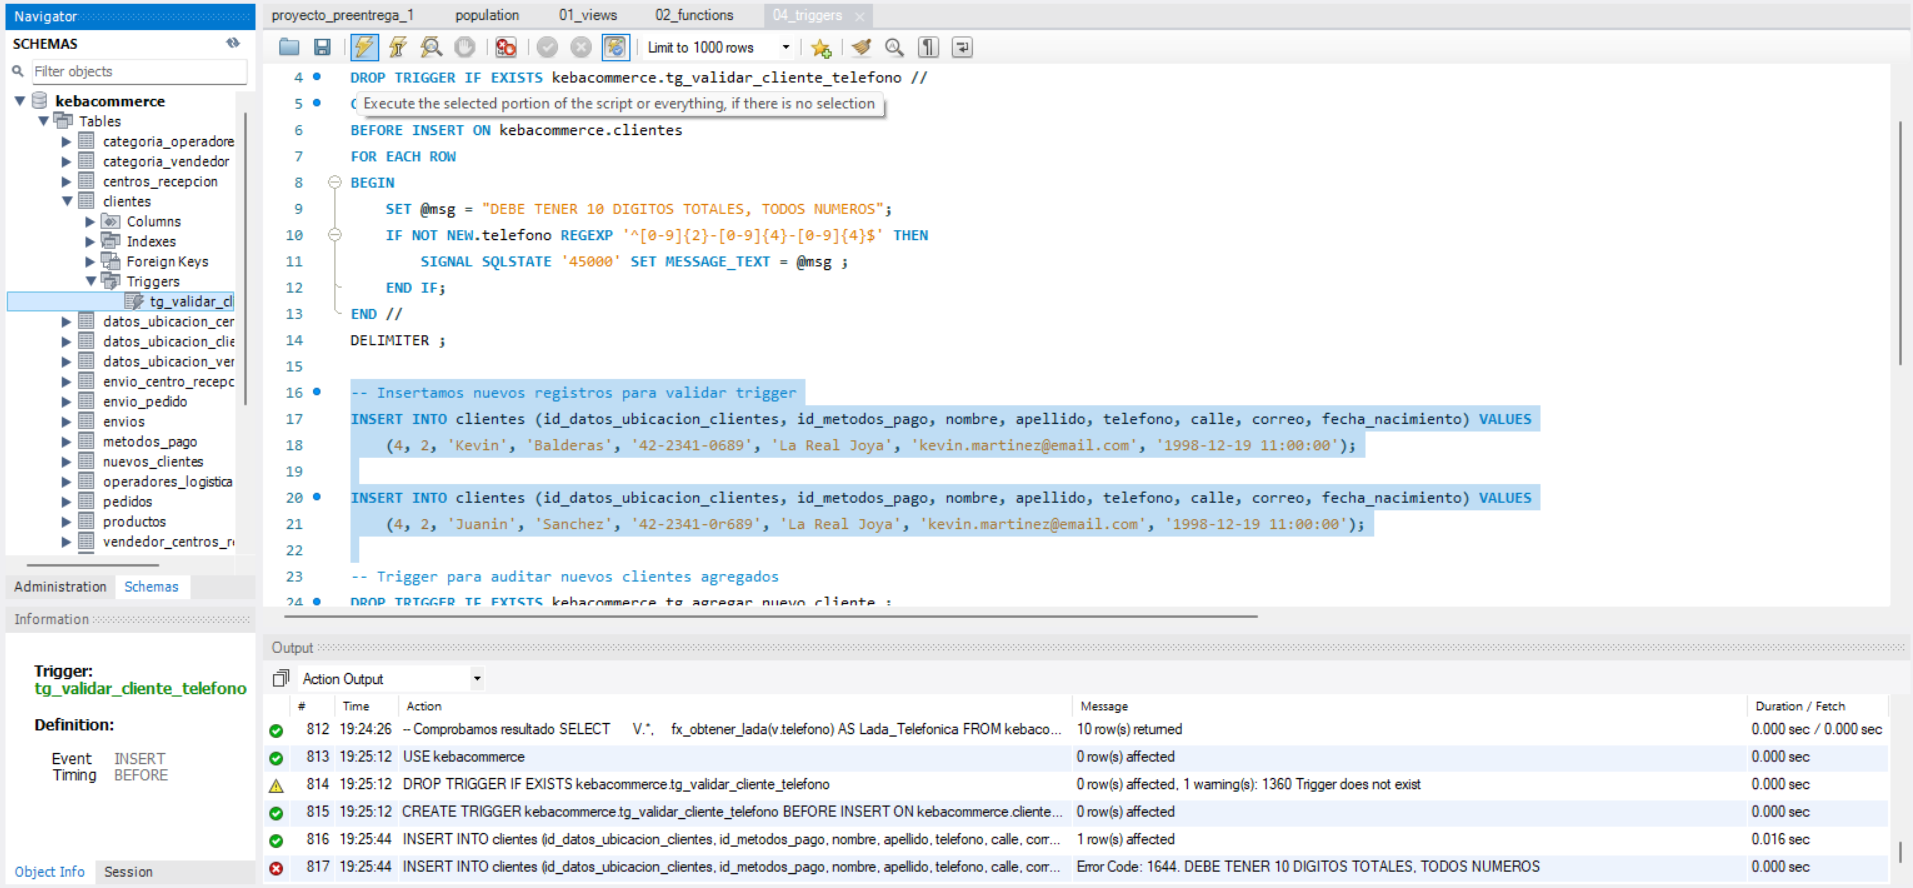 Navigator
SCHEMAS
Filter objects
kebacommerce
Tables
categoria_operadore
categoria_vendedor
centros_recepcion
clientes
Columns
Indexes
Foreign Keys
Triggers
tg_validar_cl
datos_ubicacion_cer
datos_ubicacion_clie
datos_ubicacion_ver
envio_centro_recepc
envio_pedido
envios
metodos_pago
nuevos_clientes
operadores_logistica
pedidos
productos
vendedor_centros_r
Administration Schemas
Information
Trigger:
tg_validar_cliente_telefono
Definition:
Event INSERT
Timing BEFORE
Object Info Session
proyecto_preentrega_1 population 01_views 02_functions 04_triggers
Limit to 1000 rows
4 DROP TRIGGER IF EXISTS kebacommerce.tg_validar_cliente_telefono //
5 Execute the selected portion of the script or everything, if there is no selection
6 BEFORE INSERT ON kebacommerce.clientes
7 FOR EACH ROW
8 BEGIN
9 SET @msg = "DEBE TENER 10 DIGITOS TOTALES, TODOS NUMEROS";
10 IF NOT NEW.telefono REGEXP '^[0-9]{2}-[0-9]{4}-[0-9]{4}$' THEN
11 SIGNAL SQLSTATE '45000' SET MESSAGE_TEXT = @msg ;
12 END IF;
13 END //
14 DELIMITER ;
15
16 -- Insertamos nuevos registros para validar trigger
17 INSERT INTO clientes (id_datos_ubicacion_clientes, id_metodos_pago, nombre, apellido, telefono, calle, correo, fecha_nacimiento) VALUES
18 (4, 2, 'Kevin', 'Balderas', '42-2341-0689', 'La Real Joya', 'kevin.martinez@email.com', '1998-12-19 11:00:00');
19
20 INSERT INTO clientes (id_datos_ubicacion_clientes, id_metodos_pago, nombre, apellido, telefono, calle, correo, fecha_nacimiento) VALUES
21 (4, 2, 'Juanin', 'Sanchez', '42-2341-0r689', 'La Real Joya', 'kevin.martinez@email.com', '1998-12-19 11:00:00');
22
23 -- Trigger para auditar nuevos clientes agregados
24 DROP TRIGGER IF EXISTS kebacommerce.tg_agregar_nuevo_cliente ;
Output
Action Output
# Time Action Message Duration / Fetch
812 19:24:26 -- Comprobamos resultado SELECT V.*, fx_obtener_lada(v.telefono) AS Lada_Telefonica FROM kebaco... 10 row(s) returned 0.000 sec / 0.000 sec
813 19:25:12 USE kebacommerce 0 row(s) affected 0.000 sec
814 19:25:12 DROP TRIGGER IF EXISTS kebacommerce.tg_validar_cliente_telefono 0 row(s) affected, 1 warning(s): 1360 Trigger does not exist 0.000 sec
815 19:25:12 CREATE TRIGGER kebacommerce.tg_validar_cliente_telefono BEFORE INSERT ON kebacommerce.cliente... 0 row(s) affected 0.000 sec
816 19:25:44 INSERT INTO clientes (id_datos_ubicacion_clientes, id_metodos_pago, nombre, apellido, telefono, calle, corr... 1 row(s) affected 0.016 sec
817 19:25:44 INSERT INTO clientes (id_datos_ubicacion_clientes, id_metodos_pago, nombre, apellido, telefono, calle, corr... Error Code: 1644. DEBE TENER 10 DIGITOS TOTALES, TODOS NUMEROS 0.000 sec